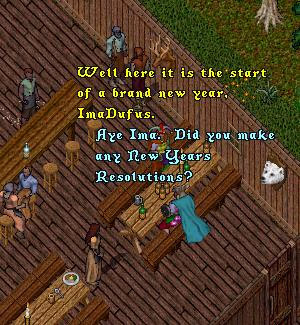 Well here it is the start
of a brand new year,
ImaDufus.
Aye Ima. Did you make
any New Years
Resolutions?